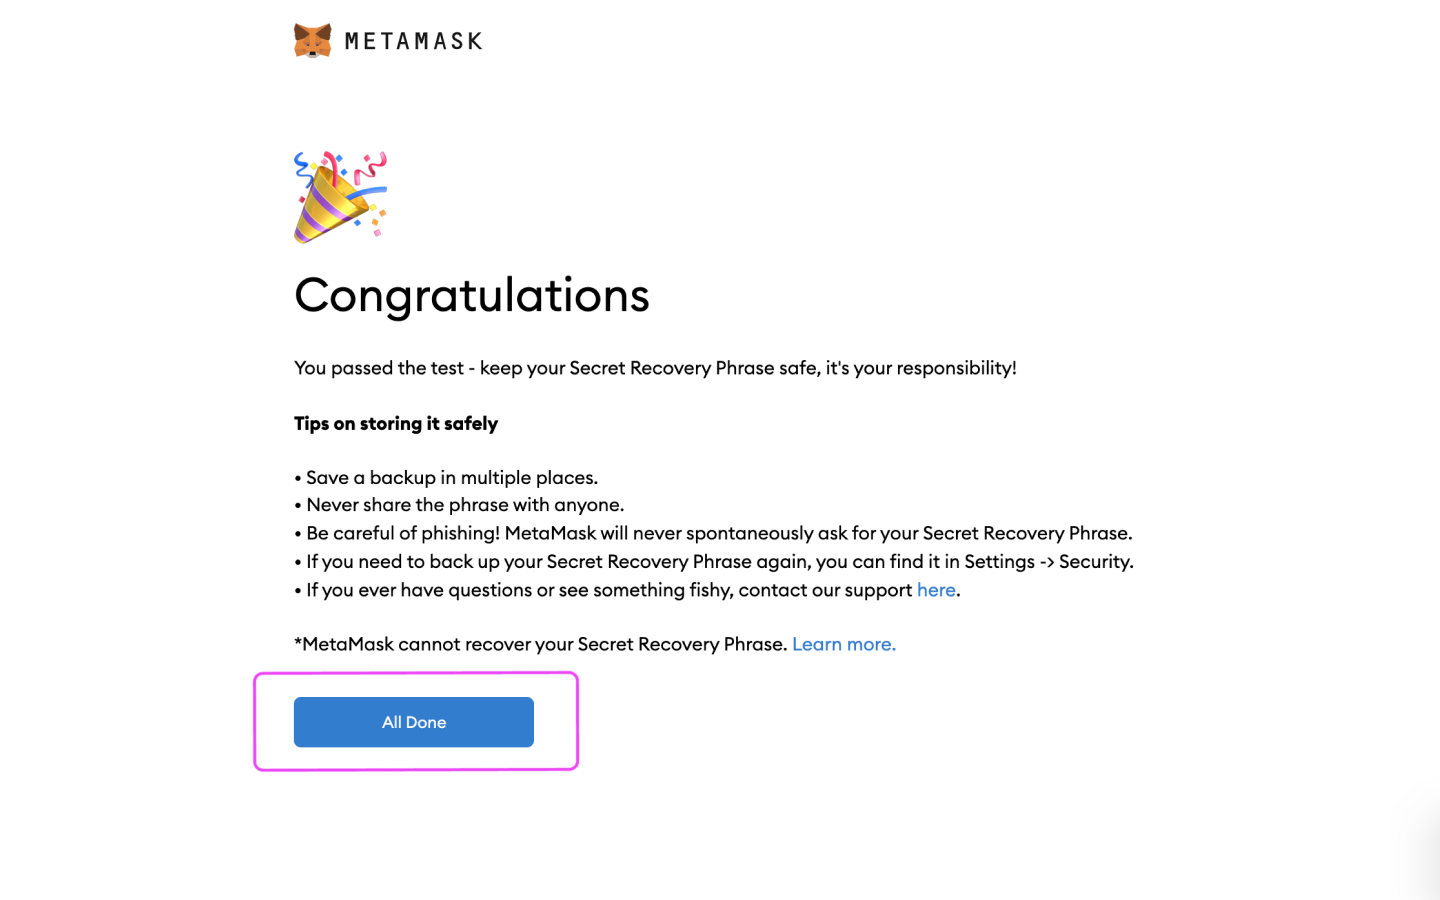 METAMASK
Congratulations
You passed the test - keep your Secret Recovery Phrase safe, it's your responsibility!
Tips on storing it safely
• Save a backup in multiple places.
• Never share the phrase with anyone.
• Be careful of phishing! MetaMask will never spontaneously ask for your Secret Recovery Phrase.
• If you need to back up your Secret Recovery Phrase again, you can find it in Settings -> Security.
• If you ever have questions or see something fishy, contact our support here.
*MetaMask cannot recover your Secret Recovery Phrase. Learn more.
All Done